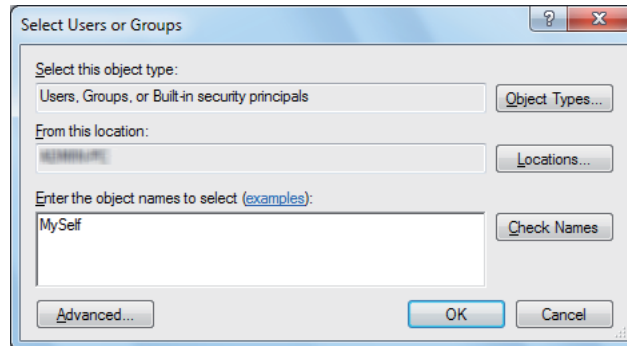 Select Users or Groups
Select this object type:
Users, Groups, or Built-in security principals
Object Types...
From this location:
Locations...
Enter the object names to select (examples):
MySelf
Check Names
Advanced...
OK
Cancel